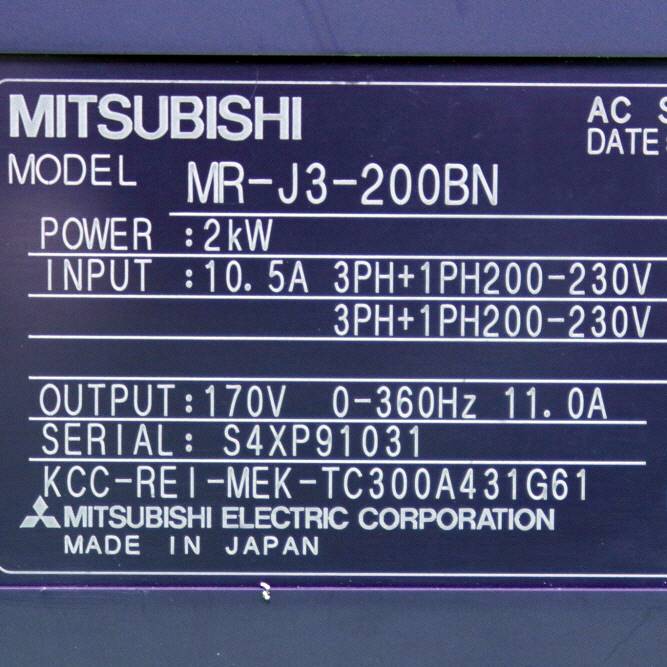 MITSUBISHI AC S
DATE:
MODEL MR-J3-200BN
POWER :2kW
INPUT :10.5A 3PH+1PH200-230V
3PH+1PH200-230V
OUTPUT:170V 0-360Hz 11.0A
SERIAL: S4XP91031
KCC-REI-MEK-TC300A431G61
MITSUBISHI ELECTRIC CORPORATION
MADE IN JAPAN